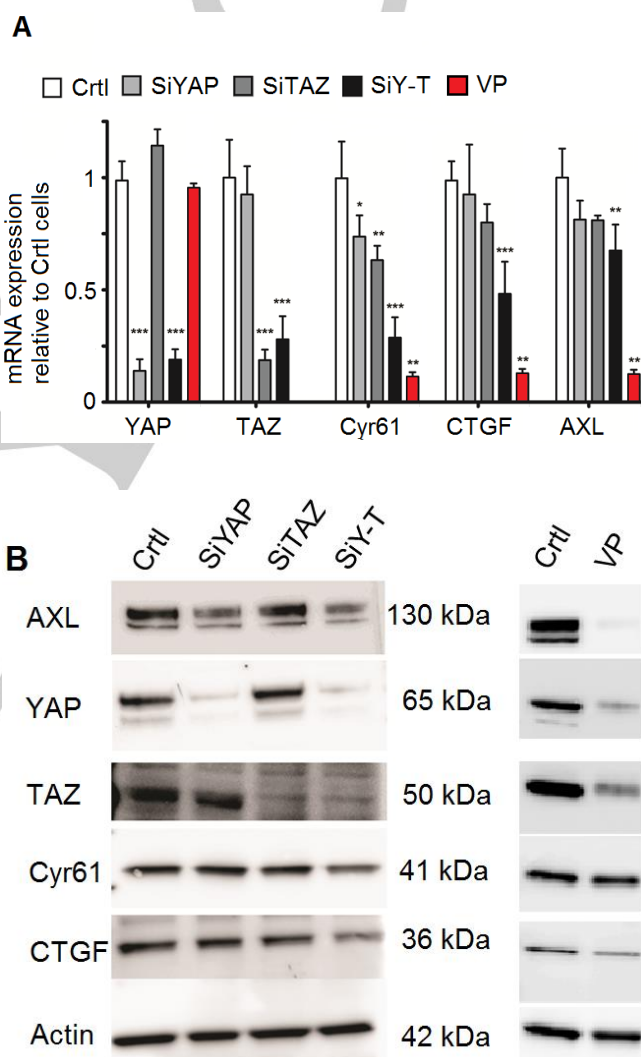 A
Crtl SiYAP SiTAZ SiY-T VP
mRNA expression
relative to Crtl cells
1
0.5
0
*** *** *** *** * ** *** ** *** ** ** **
YAP TAZ Cyr61 CTGF AXL
B
Crtl SiYAP SiTAZ SiY-T Crtl VP
AXL 130 kDa
YAP 65 kDa
TAZ 50 kDa
Cyr61 41 kDa
CTGF 36 kDa
Actin 42 kDa